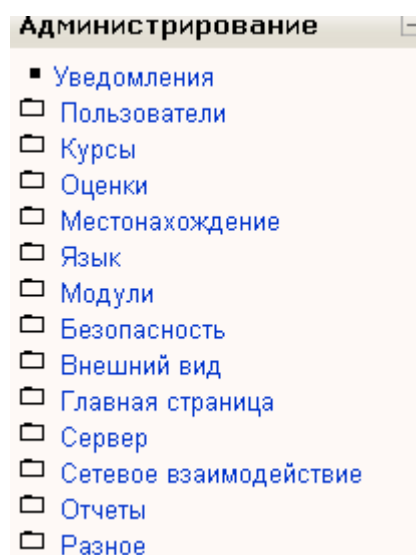 Администрирование
Уведомления
Пользователи
Курсы
Оценки
Местонахождение
Язык
Модули
Безопасность
Внешний вид
Главная страница
Сервер
Сетевое взаимодействие
Отчеты
Разное